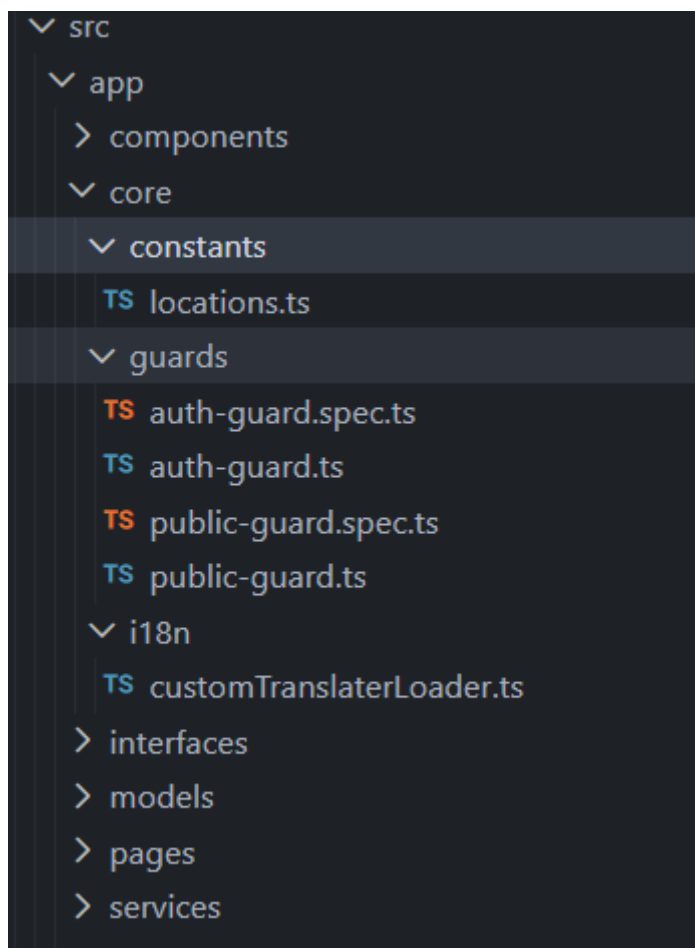 src
app
components
core
constants
TS locations.ts
guards
TS auth-guard.spec.ts
TS auth-guard.ts
TS public-guard.spec.ts
TS public-guard.ts
i18n
TS customTranslaterLoader.ts
interfaces
models
pages
services